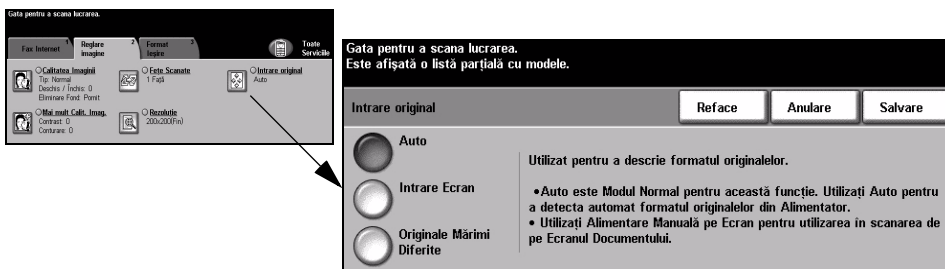 Gata pentru a scana lucrarea.
Fax Internet 1
Reglare imagine 2
Format Ieşire 3
Toate Serviciile
Calitatea Imaginii
Tip: Normal
Deschis / Închis: 0
Eliminare Fond: Pornit
Feţe Scanate
1 Faţă
Intrare original
Auto
Mai mult Calit. Imag.
Contrast: 0
Conturare: 0
Rezoluţie
200x200(Fin)
Gata pentru a scana lucrarea.
Este afişată o listă parţială cu modele.
Intrare original
Reface
Anulare
Salvare
Auto
Intrare Ecran
Originale Mărimi
Diferite
Utilizat pentru a descrie formatul originalelor.
•Auto este Modul Normal pentru această funcţie. Utilizaţi Auto pentru
a detecta automat formatul originalelor din Alimentator.
• Utilizaţi Alimentare Manuală pe Ecran pentru utilizarea în scanarea de
pe Ecranul Documentului.